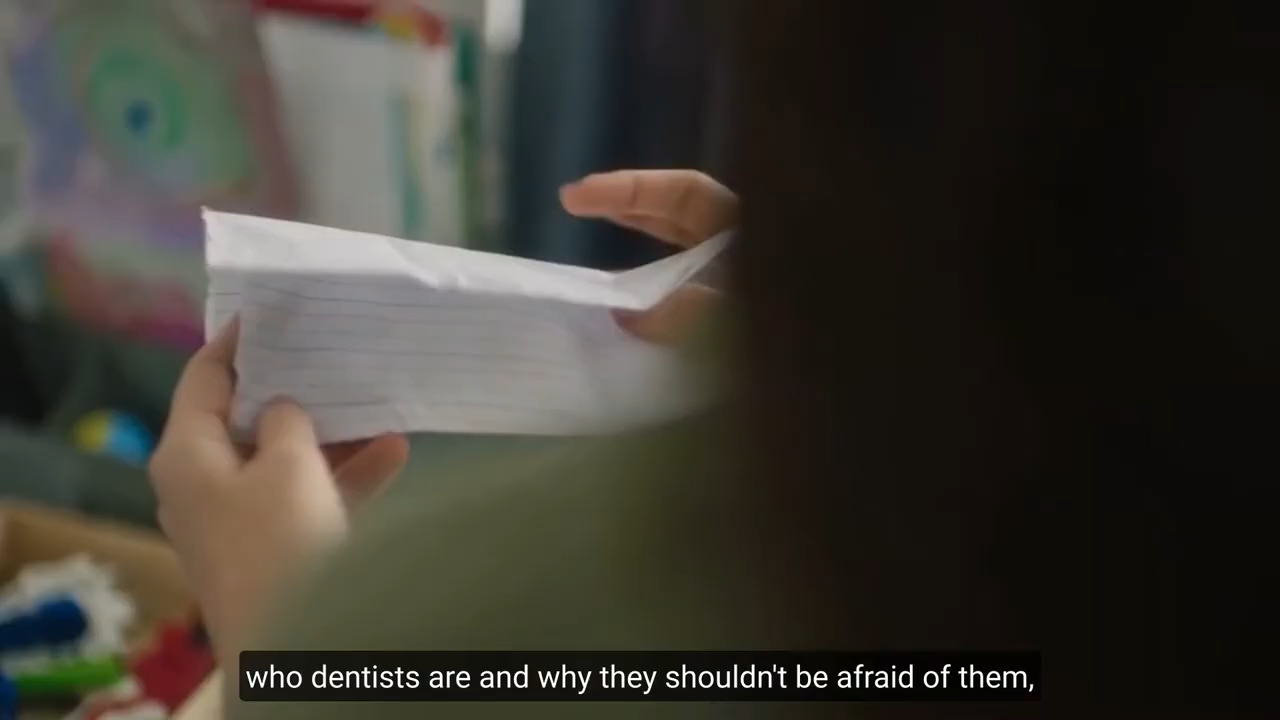 who dentists are and why they shouldn't be afraid of them,